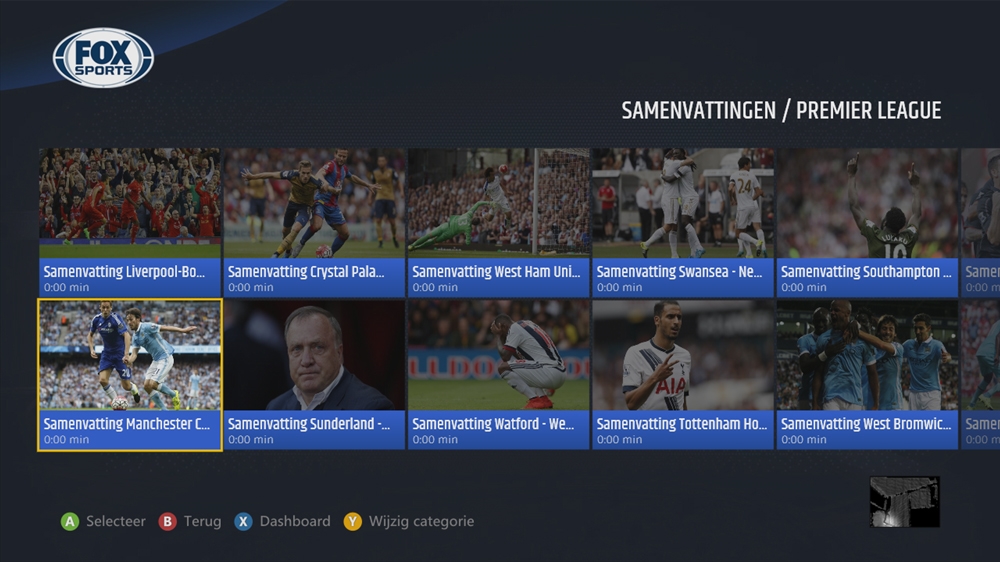 FOX
SPORTS
SAMENVATTINGEN / PREMIER LEAGUE
Samenvatting Liverpool-Bo...
0:00 min
Samenvatting Crystal Pala...
0:00 min
Samenvatting West Ham Uni...
0:00 min
Samenvatting Swansea - Ne...
0:00 min
Samenvatting Southampton ...
0:00 min
Samen
0:00 m
Samenvatting Manchester C...
0:00 min
Samenvatting Sunderland -...
0:00 min
Samenvatting Watford - We...
0:00 min
AIA
Samenvatting Tottenham Ho...
0:00 min
Samenvatting West Bromwic...
0:00 min
Samen
0:00 m
A Selecteer B Terug X Dashboard Y Wijzig categorie